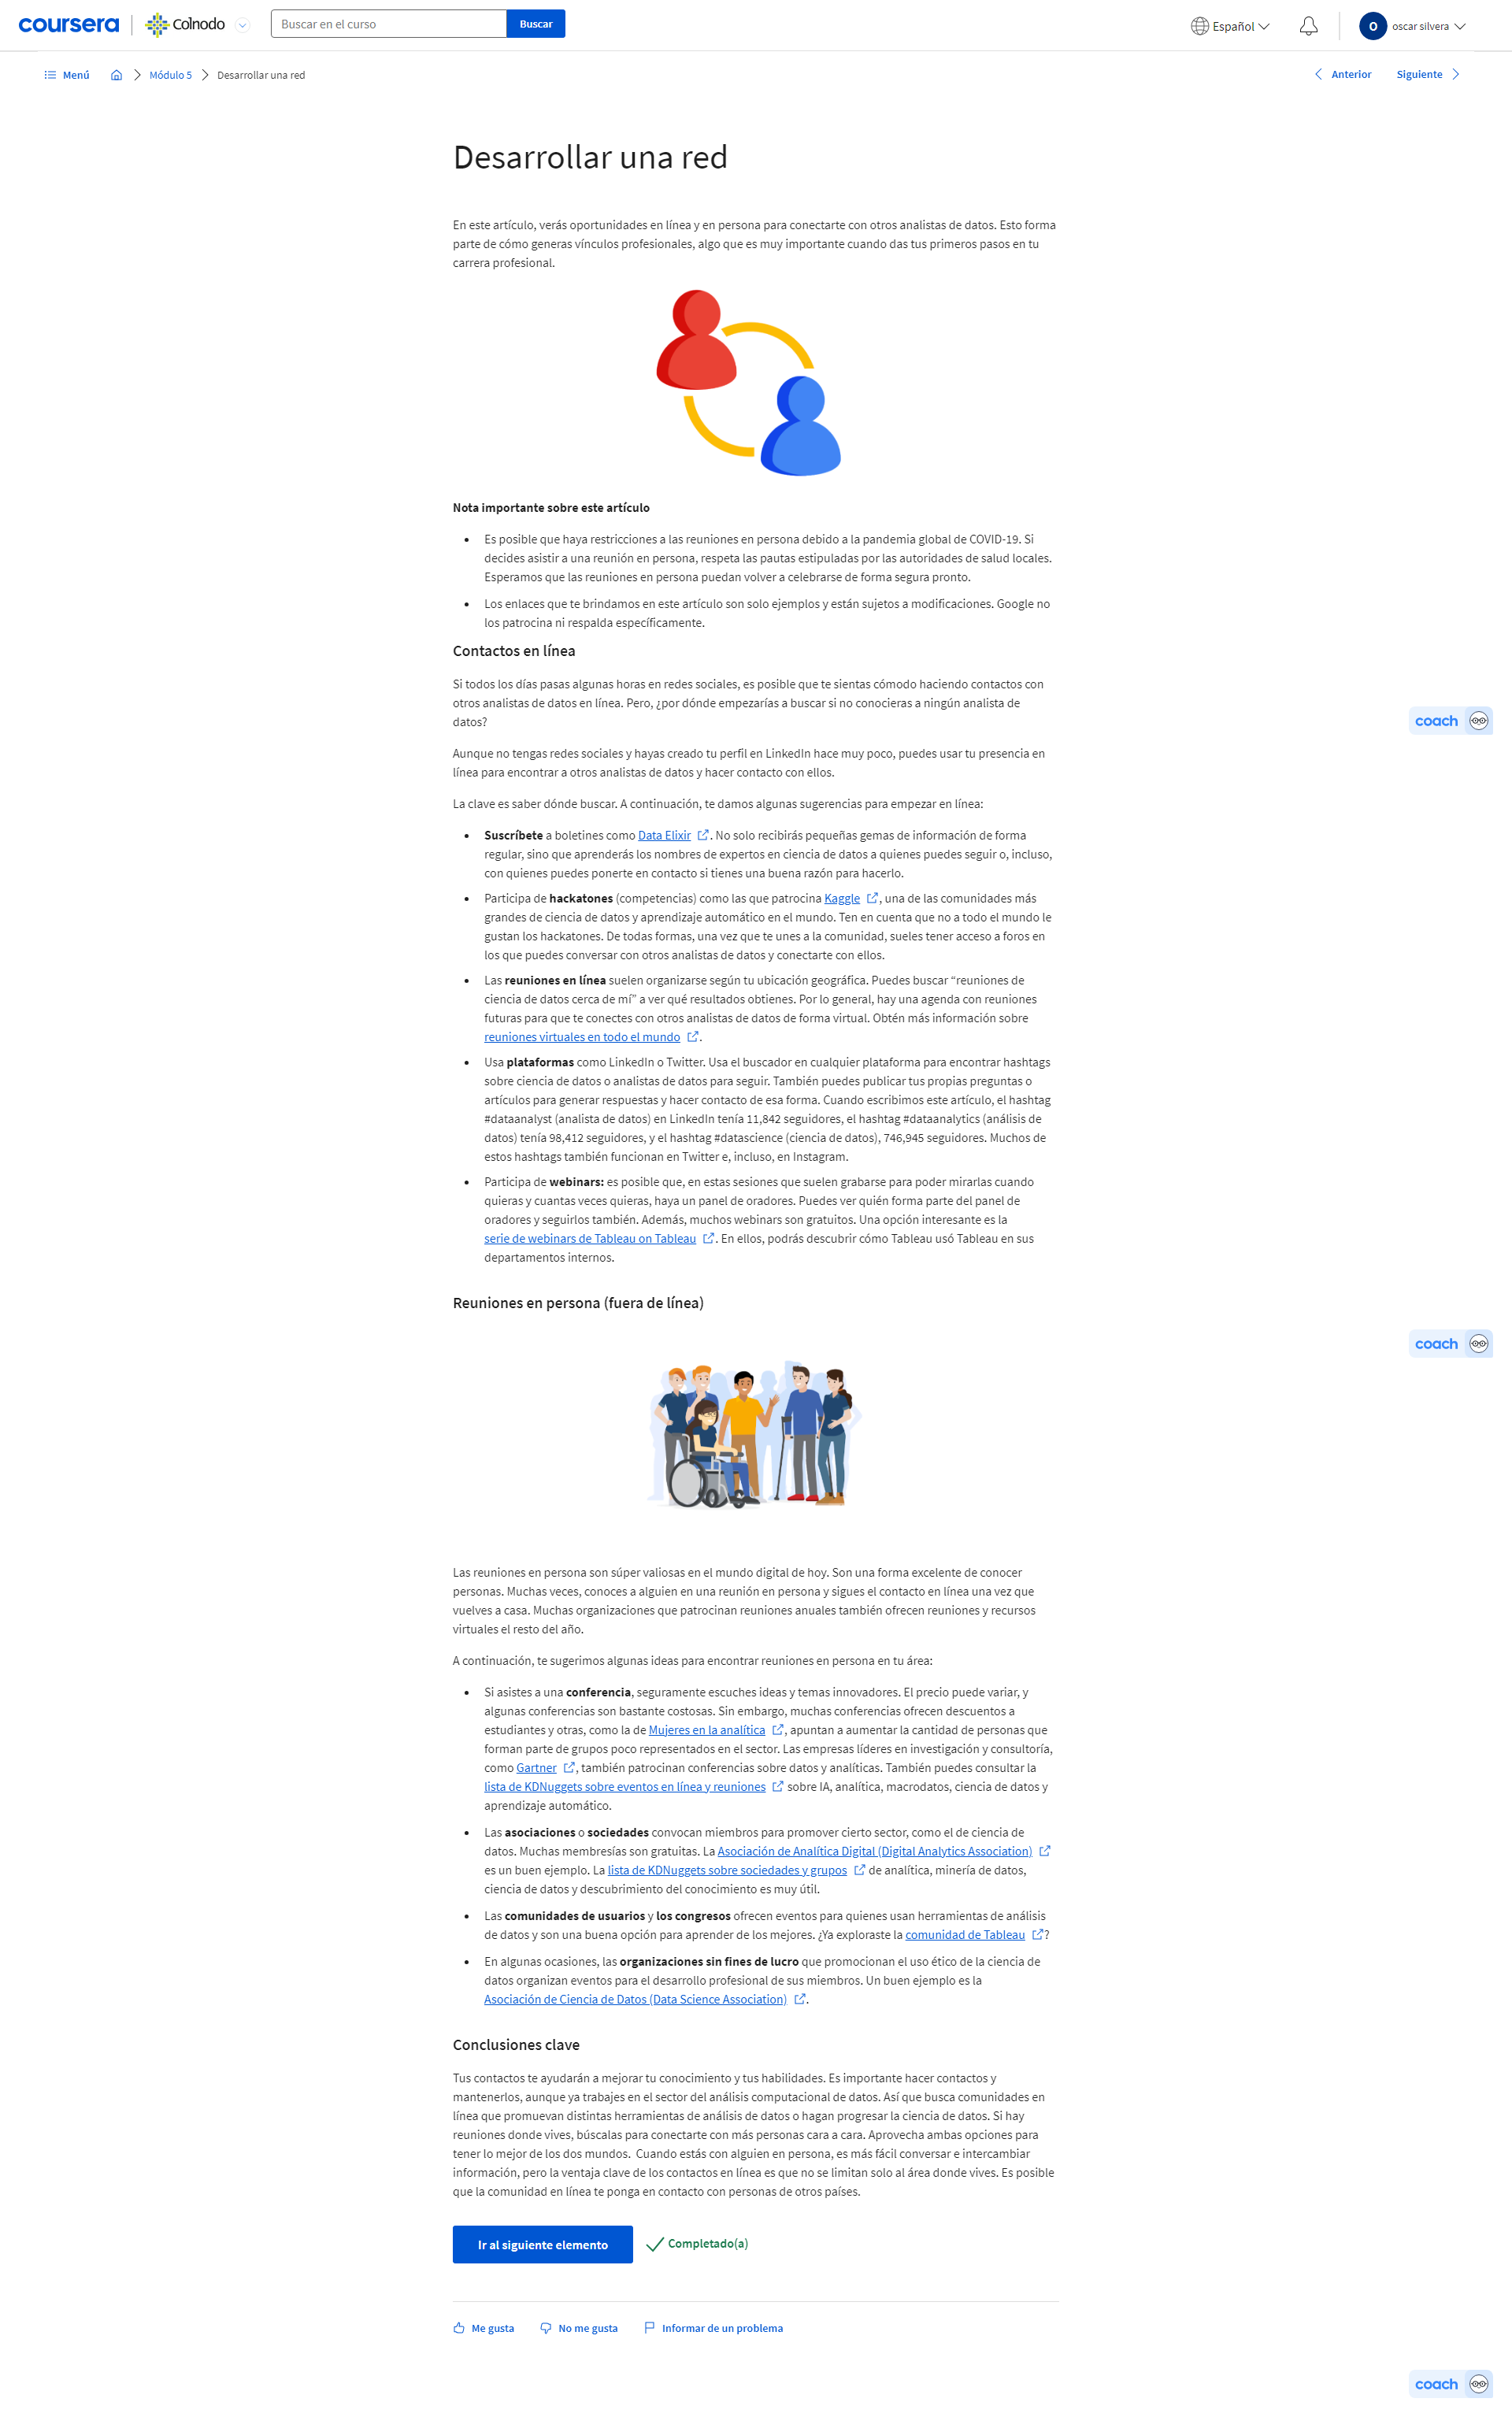 coursera
Colnodo
Buscar en el curso
Buscar
Español
O
oscar silvera
Menú
Módulo 5
Desarrollar una red
Anterior
Siguiente
Desarrollar una red
En este artículo, verás oportunidades en línea y en persona para conectarte con otros analistas de datos. Esto forma
parte de cómo generas vínculos profesionales, algo que es muy importante cuando das tus primeros pasos en tu
carrera profesional.
Nota importante sobre este artículo
• Es posible que haya restricciones a las reuniones en persona debido a la pandemia global de COVID-19. Si
decides asistir a una reunión en persona, respeta las pautas estipuladas por las autoridades de salud locales.
Esperamos que las reuniones en persona puedan volver a celebrarse de forma segura pronto.
• Los enlaces que te brindamos en este artículo son solo ejemplos y están sujetos a modificaciones. Google no
los patrocina ni respalda específicamente.
Contactos en línea
Si todos los días pasas algunas horas en redes sociales, es posible que te sientas cómodo haciendo contactos con
otros analistas de datos en línea. Pero, ¿por dónde empezarías a buscar si no conocieras a ningún analista de
datos?
coach
Aunque no tengas redes sociales y hayas creado tu perfil en LinkedIn hace muy poco, puedes usar tu presencia en
línea para encontrar a otros analistas de datos y hacer contacto con ellos.
La clave es saber dónde buscar. A continuación, te damos algunas sugerencias para empezar en línea:
• Suscríbete a boletines como Data Elixir . No solo recibirás pequeñas gemas de información de forma
regular, sino que aprenderás los nombres de expertos en ciencia de datos a quienes puedes seguir o, incluso,
con quienes puedes ponerte en contacto si tienes una buena razón para hacerlo.
• Participa de hackatones (competencias) como las que patrocina Kaggle , una de las comunidades más
grandes de ciencia de datos y aprendizaje automático en el mundo. Ten en cuenta que no a todo el mundo le
gustan los hackatones. De todas formas, una vez que te unes a la comunidad, sueles tener acceso a foros en
los que puedes conversar con otros analistas de datos y conectarte con ellos.
• Las reuniones en línea suelen organizarse según tu ubicación geográfica. Puedes buscar “reuniones de
ciencia de datos cerca de mí” a ver qué resultados obtienes. Por lo general, hay una agenda con reuniones
futuras para que te conectes con otros analistas de datos de forma virtual. Obtén más información sobre
reuniones virtuales en todo el mundo .
• Usa plataformas como LinkedIn o Twitter. Usa el buscador en cualquier plataforma para encontrar hashtags
sobre ciencia de datos o analistas de datos para seguir. También puedes publicar tus propias preguntas o
artículos para generar respuestas y hacer contacto de esa forma. Cuando escribimos este artículo, el hashtag
#dataanalyst (analista de datos) en LinkedIn tenía 11,842 seguidores, el hashtag #dataanalytics (análisis de
datos) tenía 98,412 seguidores, y el hashtag #datascience (ciencia de datos), 746,945 seguidores. Muchos de
estos hashtags también funcionan en Twitter e, incluso, en Instagram.
• Participa de webinars: es posible que, en estas sesiones que suelen grabarse para poder mirarlas cuando
quieras y cuantas veces quieras, haya un panel de oradores. Puedes ver quién forma parte del panel de
oradores y seguirlos también. Además, muchos webinars son gratuitos. Una opción interesante es la
serie de webinars de Tableau on Tableau . En ellos, podrás descubrir cómo Tableau usó Tableau en sus
departamentos internos.
Reuniones en persona (fuera de línea)
coach
Las reuniones en persona son súper valiosas en el mundo digital de hoy. Son una forma excelente de conocer
personas. Muchas veces, conoces a alguien en una reunión en persona y sigues el contacto en línea una vez que
vuelves a casa. Muchas organizaciones que patrocinan reuniones anuales también ofrecen reuniones y recursos
virtuales el resto del año.
A continuación, te sugerimos algunas ideas para encontrar reuniones en persona en tu área:
• Si asistes a una conferencia, seguramente escuches ideas y temas innovadores. El precio puede variar, y
algunas conferencias son bastante costosas. Sin embargo, muchas conferencias ofrecen descuentos a
estudiantes y otras, como la de Mujeres en la analítica , apuntan a aumentar la cantidad de personas que
forman parte de grupos poco representados en el sector. Las empresas líderes en investigación y consultoría,
como Gartner , también patrocinan conferencias sobre datos y analíticas. También puedes consultar la
lista de KDNuggets sobre eventos en línea y reuniones sobre IA, analítica, macrodatos, ciencia de datos y
aprendizaje automático.
• Las asociaciones o sociedades convocan miembros para promover cierto sector, como el de ciencia de
datos. Muchas membresías son gratuitas. La Asociación de Analítica Digital (Digital Analytics Association)
es un buen ejemplo. La lista de KDNuggets sobre sociedades y grupos de analítica, minería de datos,
ciencia de datos y descubrimiento del conocimiento es muy útil.
• Las comunidades de usuarios y los congresos ofrecen eventos para quienes usan herramientas de análisis
de datos y son una buena opción para aprender de los mejores. ¿Ya exploraste la comunidad de Tableau ?
• En algunas ocasiones, las organizaciones sin fines de lucro que promocionan el uso ético de la ciencia de
datos organizan eventos para el desarrollo profesional de sus miembros. Un buen ejemplo es la
Asociación de Ciencia de Datos (Data Science Association) .
Conclusiones clave
Tus contactos te ayudarán a mejorar tu conocimiento y tus habilidades. Es importante hacer contactos y
mantenerlos, aunque ya trabajes en el sector del análisis computacional de datos. Así que busca comunidades en
línea que promuevan distintas herramientas de análisis de datos o hagan progresar la ciencia de datos. Si hay
reuniones donde vives, búscalas para conectarte con más personas cara a cara. Aprovecha ambas opciones para
tener lo mejor de los dos mundos.  Cuando estás con alguien en persona, es más fácil conversar e intercambiar
información, pero la ventaja clave de los contactos en línea es que no se limitan solo al área donde vives. Es posible
que la comunidad en línea te ponga en contacto con personas de otros países.
Ir al siguiente elemento
Completado(a)
Me gusta
No me gusta
Informar de un problema
coach